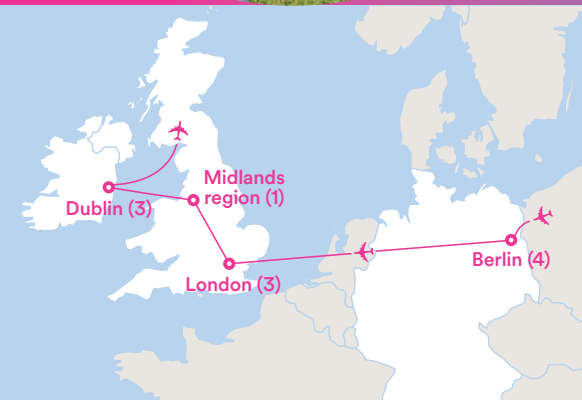 Midlands
region (1)
Dublin (3)
Berlin (4)
London (3)